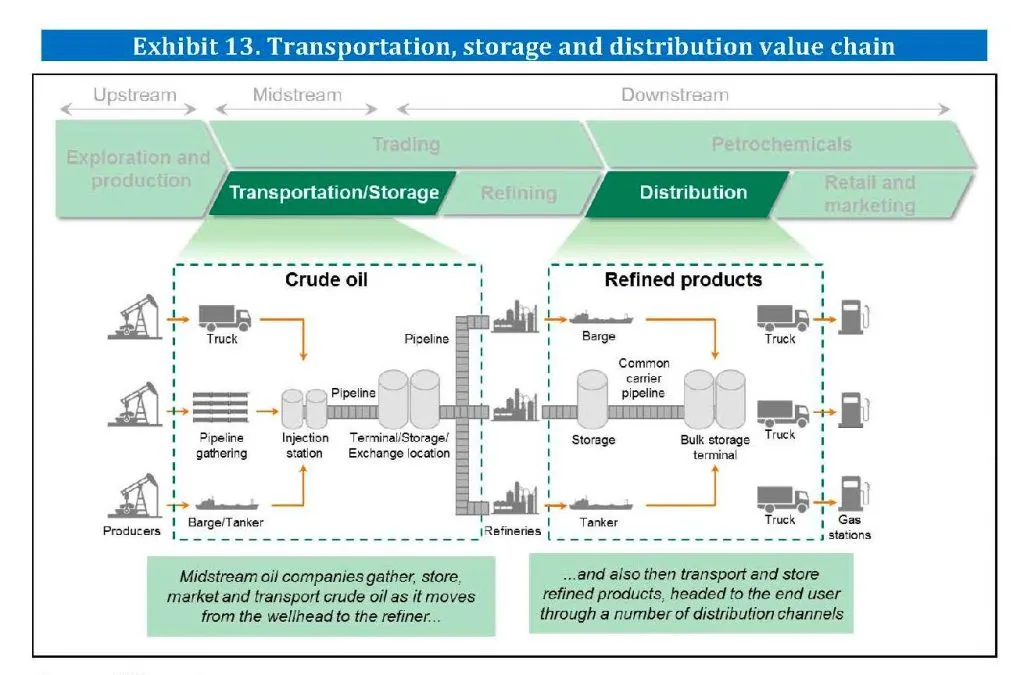 Exhibit 13. Transportation, storage and distribution value chain
Upstream
Midstream
Downstream
Exploration and
production
Trading
Petrochemicals
Transportation/Storage
Refining
Distribution
Retail and
marketing
Crude oil
Refined products
Truck
Pipeline
Barge
Truck
Pipeline
Common
carrier
pipeline
Pipeline
gathering
Injection
station
Terminal/Storage/
Exchange location
Storage
Bulk storage
terminal
Truck
Producers
Barge/Tanker
Refineries
Tanker
Truck
Gas
stations
Midstream oil companies gather, store,
market and transport crude oil as it moves
from the wellhead to the refiner...
...and also then transport and store
refined products, headed to the end user
through a number of distribution channels